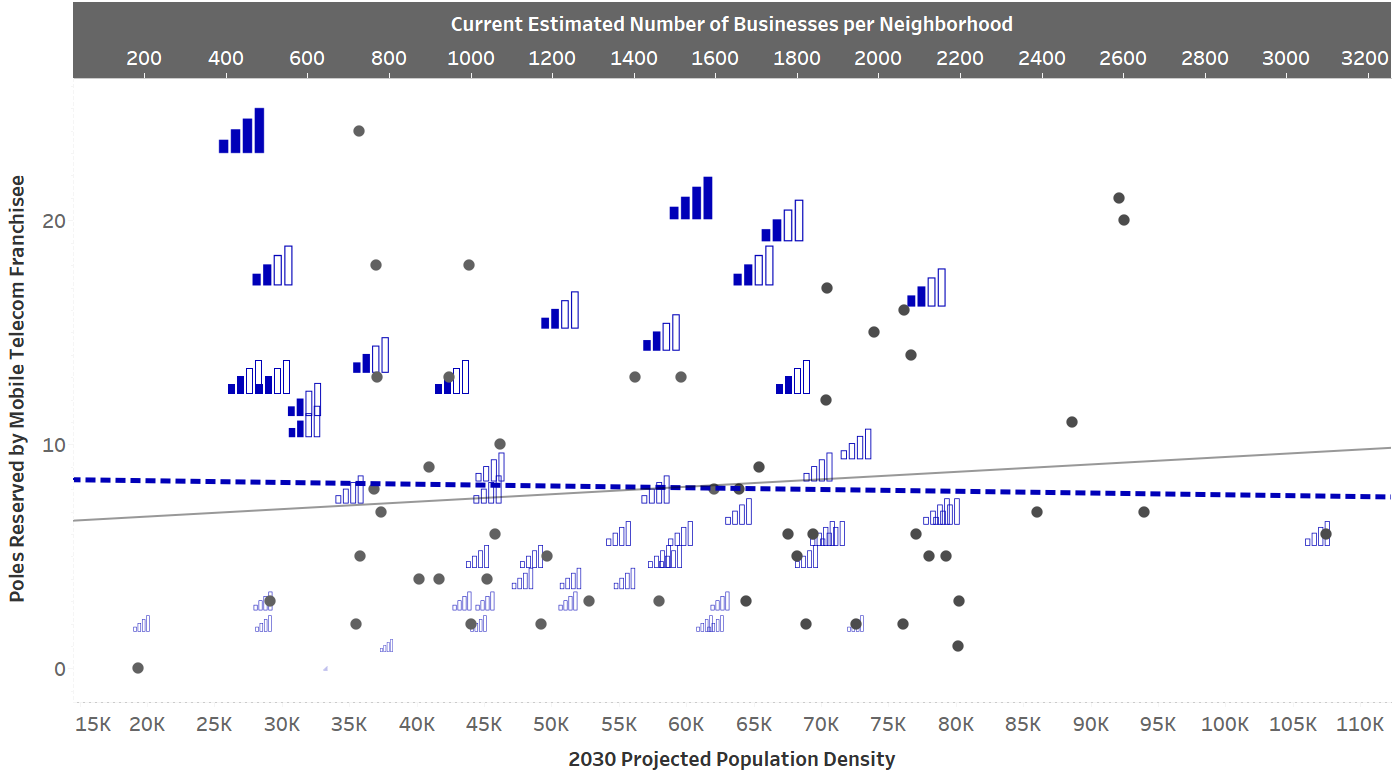 Current Estimated Number of Businesses per Neighborhood
200 400 600 800 1000 1200 1400 1600 1800 2000 2200 2400 2600 2800 3000 3200
Poles Reserved by Mobile Telecom Franchisee
20
10
0
15K 20K 25K 30K 35K 40K 45K 50K 55K 60K 65K 70K 75K 80K 85K 90K 95K 100K 105K 110K
2030 Projected Population Density